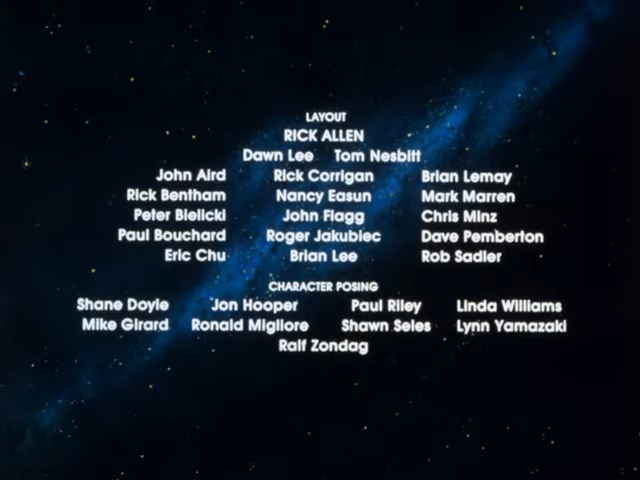 LAYOUT
RICK ALLEN
Dawn Lee Tom Nesbitt
John Aird Rick Corrigan Brian Lemay
Rick Bentham Nancy Easun Mark Marren
Peter Bielicki John Flagg Chris Minz
Paul Bouchard Roger Jakubiec Dave Pemberton
Eric Chu Brian Lee Rob Sadler
CHARACTER POSING
Shane Doyle Jon Hooper Paul Riley Linda Williams
Mike Girard Ronald Migliore Shawn Seles Lynn Yamazaki
Ralf Zondag